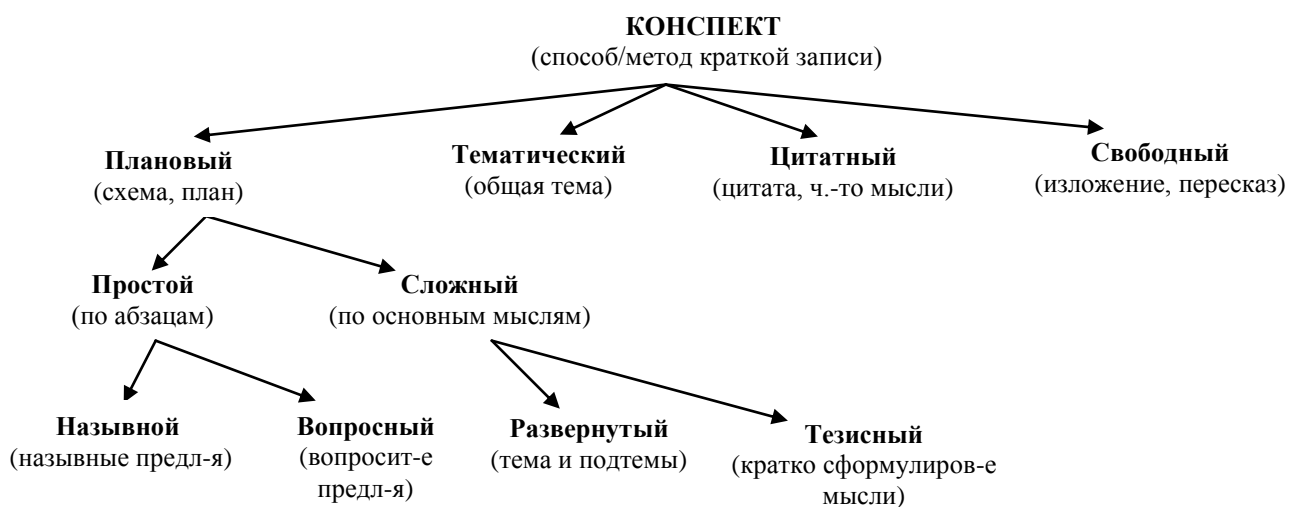 КОНСПЕКТ
(способ/метод краткой записи)
Плановый
(схема, план)
Тематический
(общая тема)
Цитатный
(цитата, ч.-то мысли)
Свободный
(изложение, пересказ)
Простой
(по абзацам)
Сложный
(по основным мыслям)
Назывной
(назывные предл-я)
Вопросный
(вопросит-е
предл-я)
Развернутый
(тема и подтемы)
Тезисный
(кратко сформулиров-е
мысли)